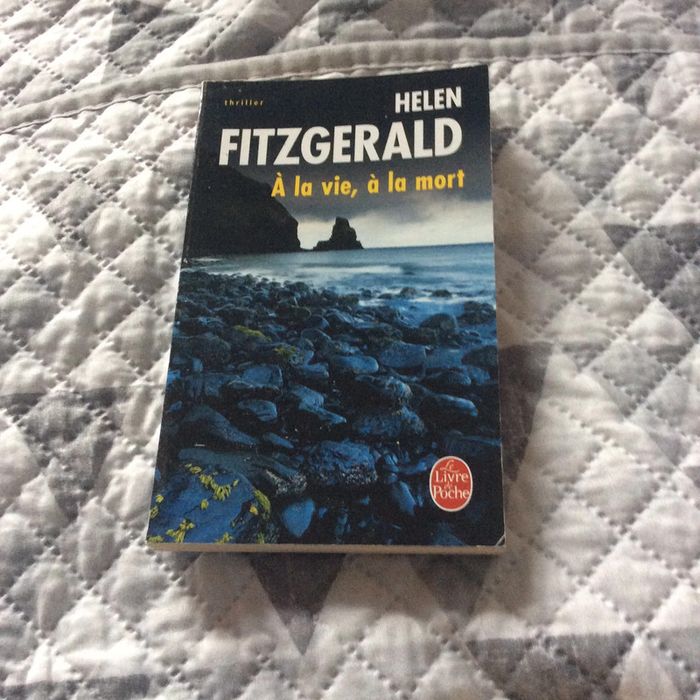 thriller
HELEN
FITZGERALD
À la vie, à la mort
Le
Livre
de
Poche